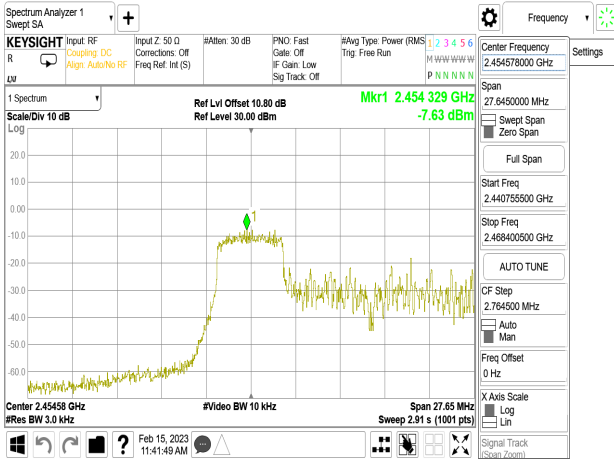 Spectrum Analyzer 1
Swept SA
+
Frequency
KEYSIGHT
R
LXI
Input: RF
Coupling: DC
Align: Auto/No RF
Input Z: 50 Ω
Corrections: Off
Freq Ref: Int (S)
#Atten: 30 dB
PNO: Fast
Gate: Off
IF Gain: Low
Sig Track: Off
#Avg Type: Power (RMS
Trig: Free Run
1 2 3 4 5 6
M W W W W W
P N N N N N
Center Frequency
2.454578000 GHz
Settings
Span
27.6450000 MHz
Swept Span
Zero Span
Full Span
Start Freq
2.440755500 GHz
Stop Freq
2.468400500 GHz
AUTO TUNE
CF Step
2.764500 MHz
Auto
Man
Freq Offset
0 Hz
X Axis Scale
Log
Lin
Signal Track
(Span Zoom)
1 Spectrum
Scale/Div 10 dB
Ref Lvl Offset 10.80 dB
Ref Level 30.00 dBm
Mkr1 2.454 329 GHz
-7.63 dBm
Log
20.0
10.0
0.00
1
-10.0
-20.0
-30.0
-40.0
-50.0
-60.0
Center 2.45458 GHz
#Res BW 3.0 kHz
#Video BW 10 kHz
Span 27.65 MHz
Sweep 2.91 s (1001 pts)
?
Feb 15, 2023
11:41:49 AM